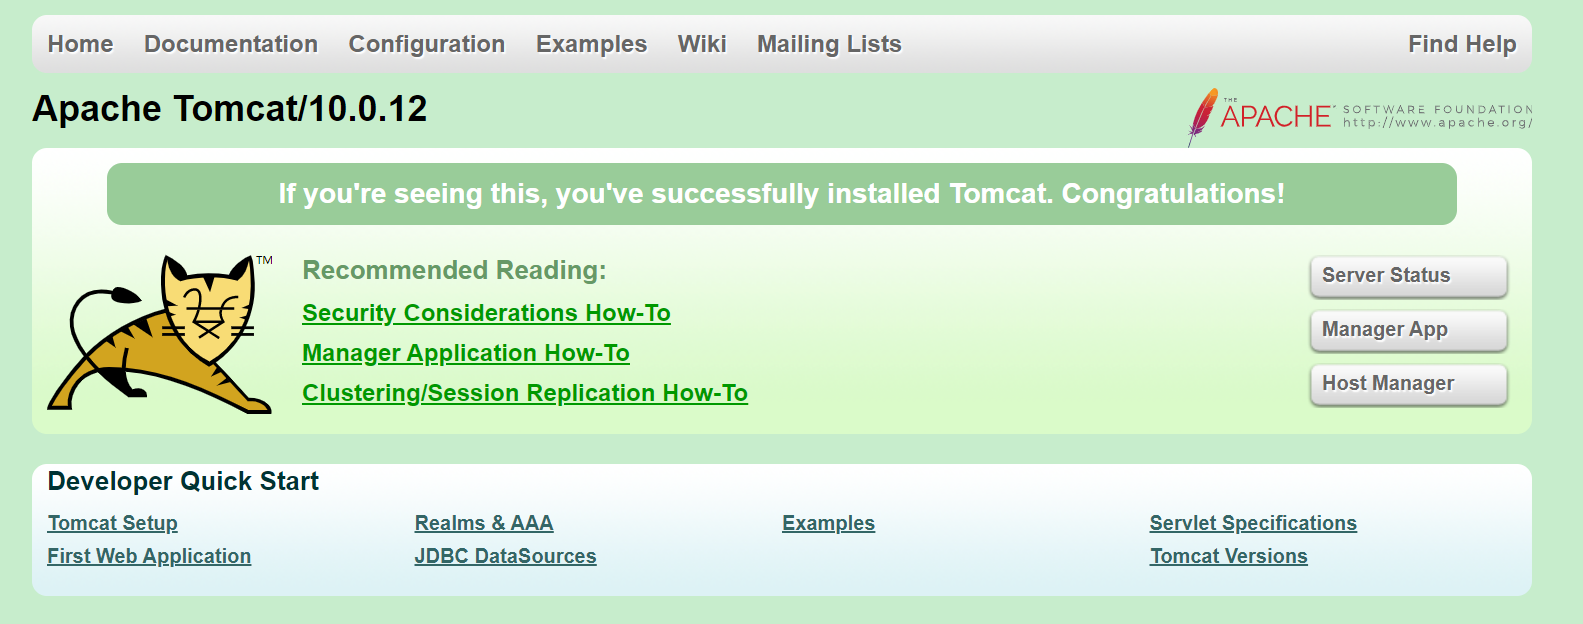 Home Documentation Configuration Examples Wiki Mailing Lists Find Help
Apache Tomcat/10.0.12
THE
APACHE™ SOFTWARE FOUNDATION
http://www.apache.org/
If you're seeing this, you've successfully installed Tomcat. Congratulations!
TM
Recommended Reading:
Security Considerations How-To
Manager Application How-To
Clustering/Session Replication How-To
Server Status
Manager App
Host Manager
Developer Quick Start
Tomcat Setup Realms & AAA Examples Servlet Specifications
First Web Application JDBC DataSources Tomcat Versions